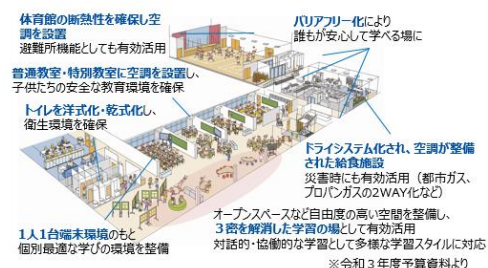 体育館の断熱性を確保し空
調を設置
避難所機能としても有効活用
バリアフリー化により
誰もが安心して学べる場に
普通教室・特別教室に空調を設置し、
子供たちの安全な教育環境を確保
トイレを洋式化・乾式化し、
衛生環境を確保
ドライシステム化され、空調が整備
された給食施設
災害時にも有効活用（都市ガス、
プロパンガスの2WAY化など）
1人1台端末環境のもと
個別最適な学びの環境を整備
オープンスペースなど自由度の高い空間を整備し、
3密を解消した学習の場として有効活用
対話的・協働的な学習として多様な学習スタイルに対応
※令和3年度予算資料より